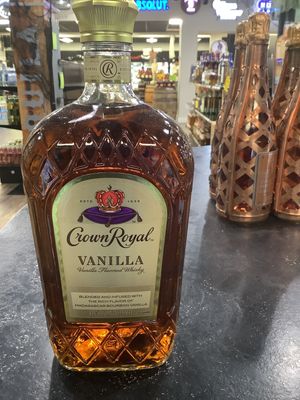 ABSOLUT
R
ESTD 1939
Crown Royal
VANILLA
Vanilla Flavored Whisky
BLENDED AND INFUSED WITH
THE RICH FLAVOR OF
MADAGASCAR BOURBON VANILLA